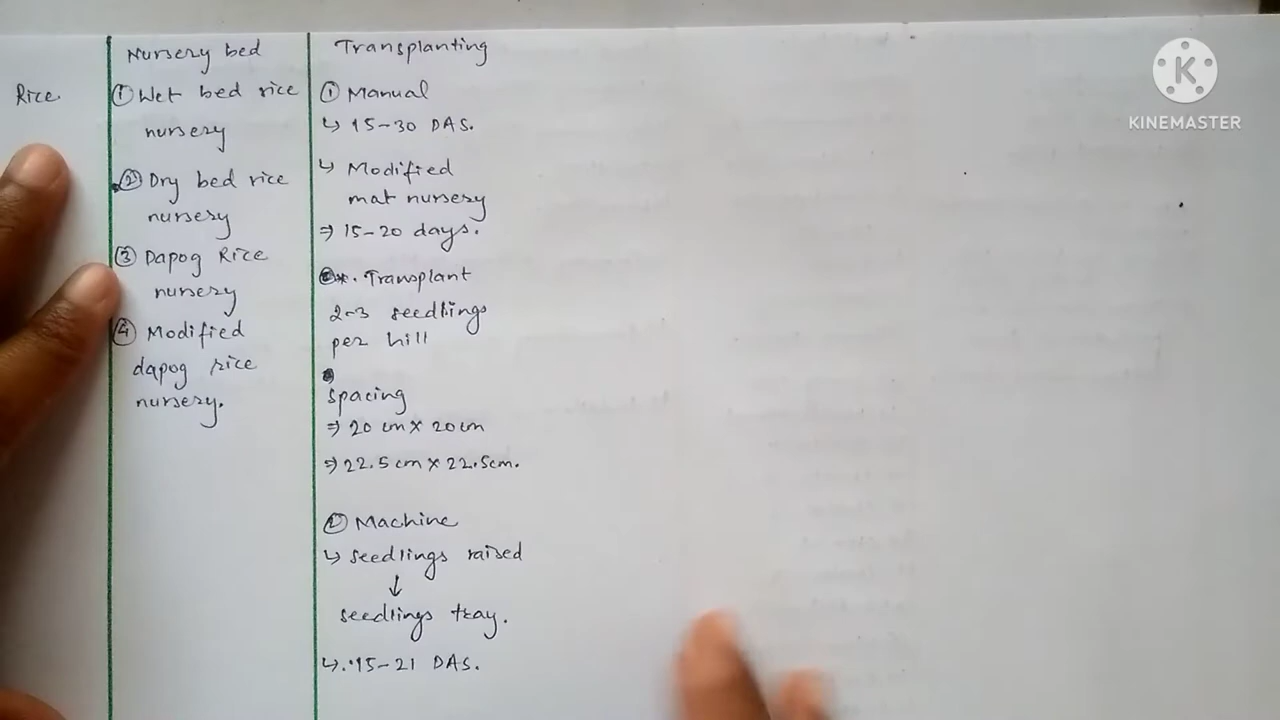 Rice
Nursery bed
① Wet bed rice
nursery
② Dry bed rice
nursery
③ Dapog Rice
nursery
④ Modified
dapog rice
nursery.
Transplanting
① Manual
↳ 15-30 DAS.
↳ Modified
mat nursery
⇒ 15-20 days.
*. Transplant
2-3 seedlings
per hill
Spacing
⇒ 20 cm x 20 cm
⇒ 22.5 cm x 22.5 cm.
② Machine
↳ seedlings raised
↓
seedlings tray.
↳ 15-21 DAS.
K
KINEMASTER